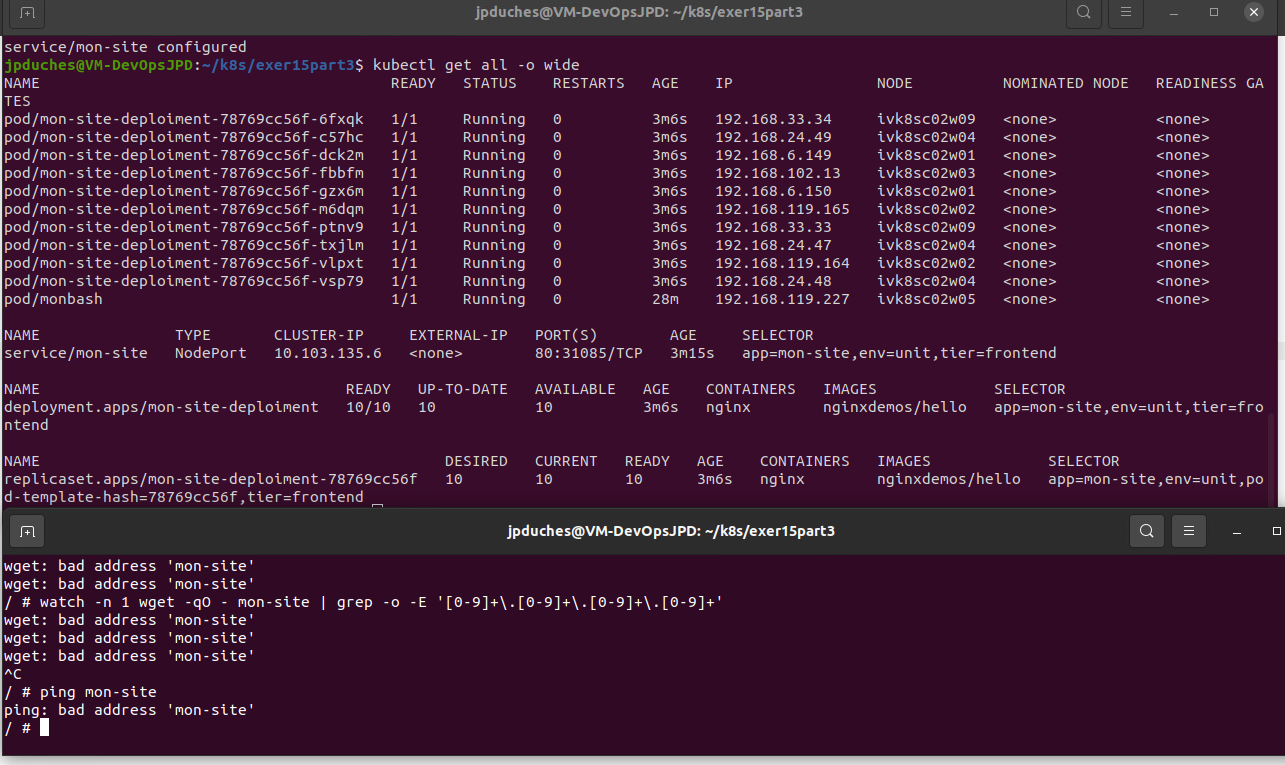 jpduches@VM-DevOpsJPD: ~/k8s/exer15part3
service/mon-site configured
jpduches@VM-DevOpsJPD:~/k8s/exer15part3$ kubectl get all -o wide
NAME READY STATUS RESTARTS AGE IP NODE NOMINATED NODE READINESS GA
TES
pod/mon-site-deploiment-78769cc56f-6fxqk 1/1 Running 0 3m6s 192.168.33.34 ivk8sc02w09 <none> <none>
pod/mon-site-deploiment-78769cc56f-c57hc 1/1 Running 0 3m6s 192.168.24.49 ivk8sc02w04 <none> <none>
pod/mon-site-deploiment-78769cc56f-dck2m 1/1 Running 0 3m6s 192.168.6.149 ivk8sc02w01 <none> <none>
pod/mon-site-deploiment-78769cc56f-fbbfm 1/1 Running 0 3m6s 192.168.102.13 ivk8sc02w03 <none> <none>
pod/mon-site-deploiment-78769cc56f-gzx6m 1/1 Running 0 3m6s 192.168.6.150 ivk8sc02w01 <none> <none>
pod/mon-site-deploiment-78769cc56f-m6dqm 1/1 Running 0 3m6s 192.168.119.165 ivk8sc02w02 <none> <none>
pod/mon-site-deploiment-78769cc56f-ptnv9 1/1 Running 0 3m6s 192.168.33.33 ivk8sc02w09 <none> <none>
pod/mon-site-deploiment-78769cc56f-txjlm 1/1 Running 0 3m6s 192.168.24.47 ivk8sc02w04 <none> <none>
pod/mon-site-deploiment-78769cc56f-vlpxt 1/1 Running 0 3m6s 192.168.119.164 ivk8sc02w02 <none> <none>
pod/mon-site-deploiment-78769cc56f-vsp79 1/1 Running 0 3m6s 192.168.24.48 ivk8sc02w04 <none> <none>
pod/monbash 1/1 Running 0 28m 192.168.119.227 ivk8sc02w05 <none> <none>
NAME TYPE CLUSTER-IP EXTERNAL-IP PORT(S) AGE SELECTOR
service/mon-site NodePort 10.103.135.6 <none> 80:31085/TCP 3m15s app=mon-site,env=unit,tier=frontend
NAME READY UP-TO-DATE AVAILABLE AGE CONTAINERS IMAGES SELECTOR
deployment.apps/mon-site-deploiment 10/10 10 10 3m6s nginx nginxdemos/hello app=mon-site,env=unit,tier=fro
ntend
NAME DESIRED CURRENT READY AGE CONTAINERS IMAGES SELECTOR
replicaset.apps/mon-site-deploiment-78769cc56f 10 10 10 3m6s nginx nginxdemos/hello app=mon-site,env=unit,po
d-template-hash=78769cc56f,tier=frontend
jpduches@VM-DevOpsJPD: ~/k8s/exer15part3
wget: bad address 'mon-site'
wget: bad address 'mon-site'
/ # watch -n 1 wget -qO - mon-site | grep -o -E '[0-9]+\.[0-9]+\.[0-9]+\.[0-9]+'
wget: bad address 'mon-site'
wget: bad address 'mon-site'
wget: bad address 'mon-site'
^C
/ # ping mon-site
ping: bad address 'mon-site'
/ #